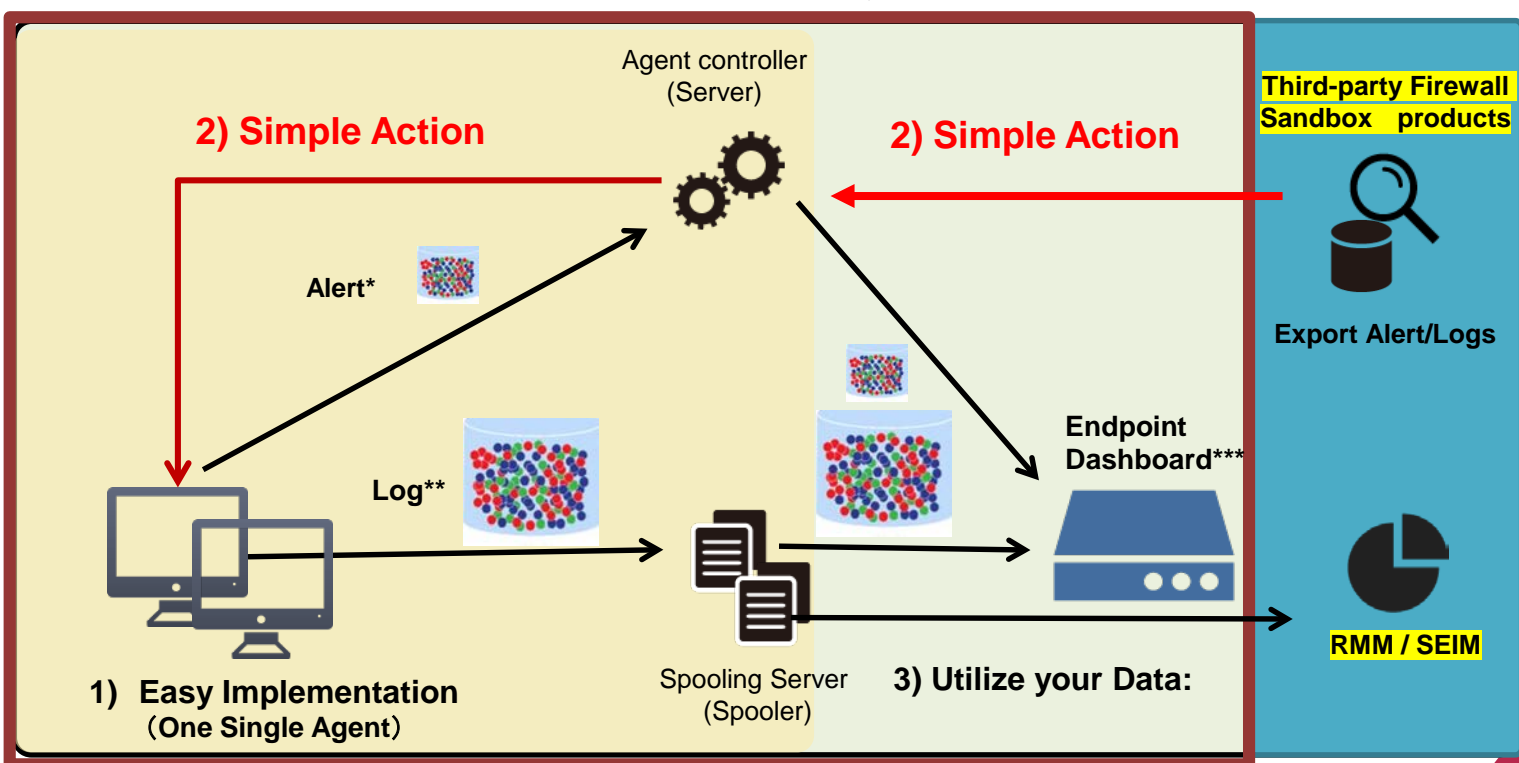 Agent controller
(Server)
2) Simple Action
2) Simple Action
Third-party Firewall
Sandbox products
Alert*
Export Alert/Logs
Log**
Endpoint
Dashboard***
RMM / SEIM
1) Easy Implementation
（One Single Agent）
Spooling Server
(Spooler)
3) Utilize your Data: